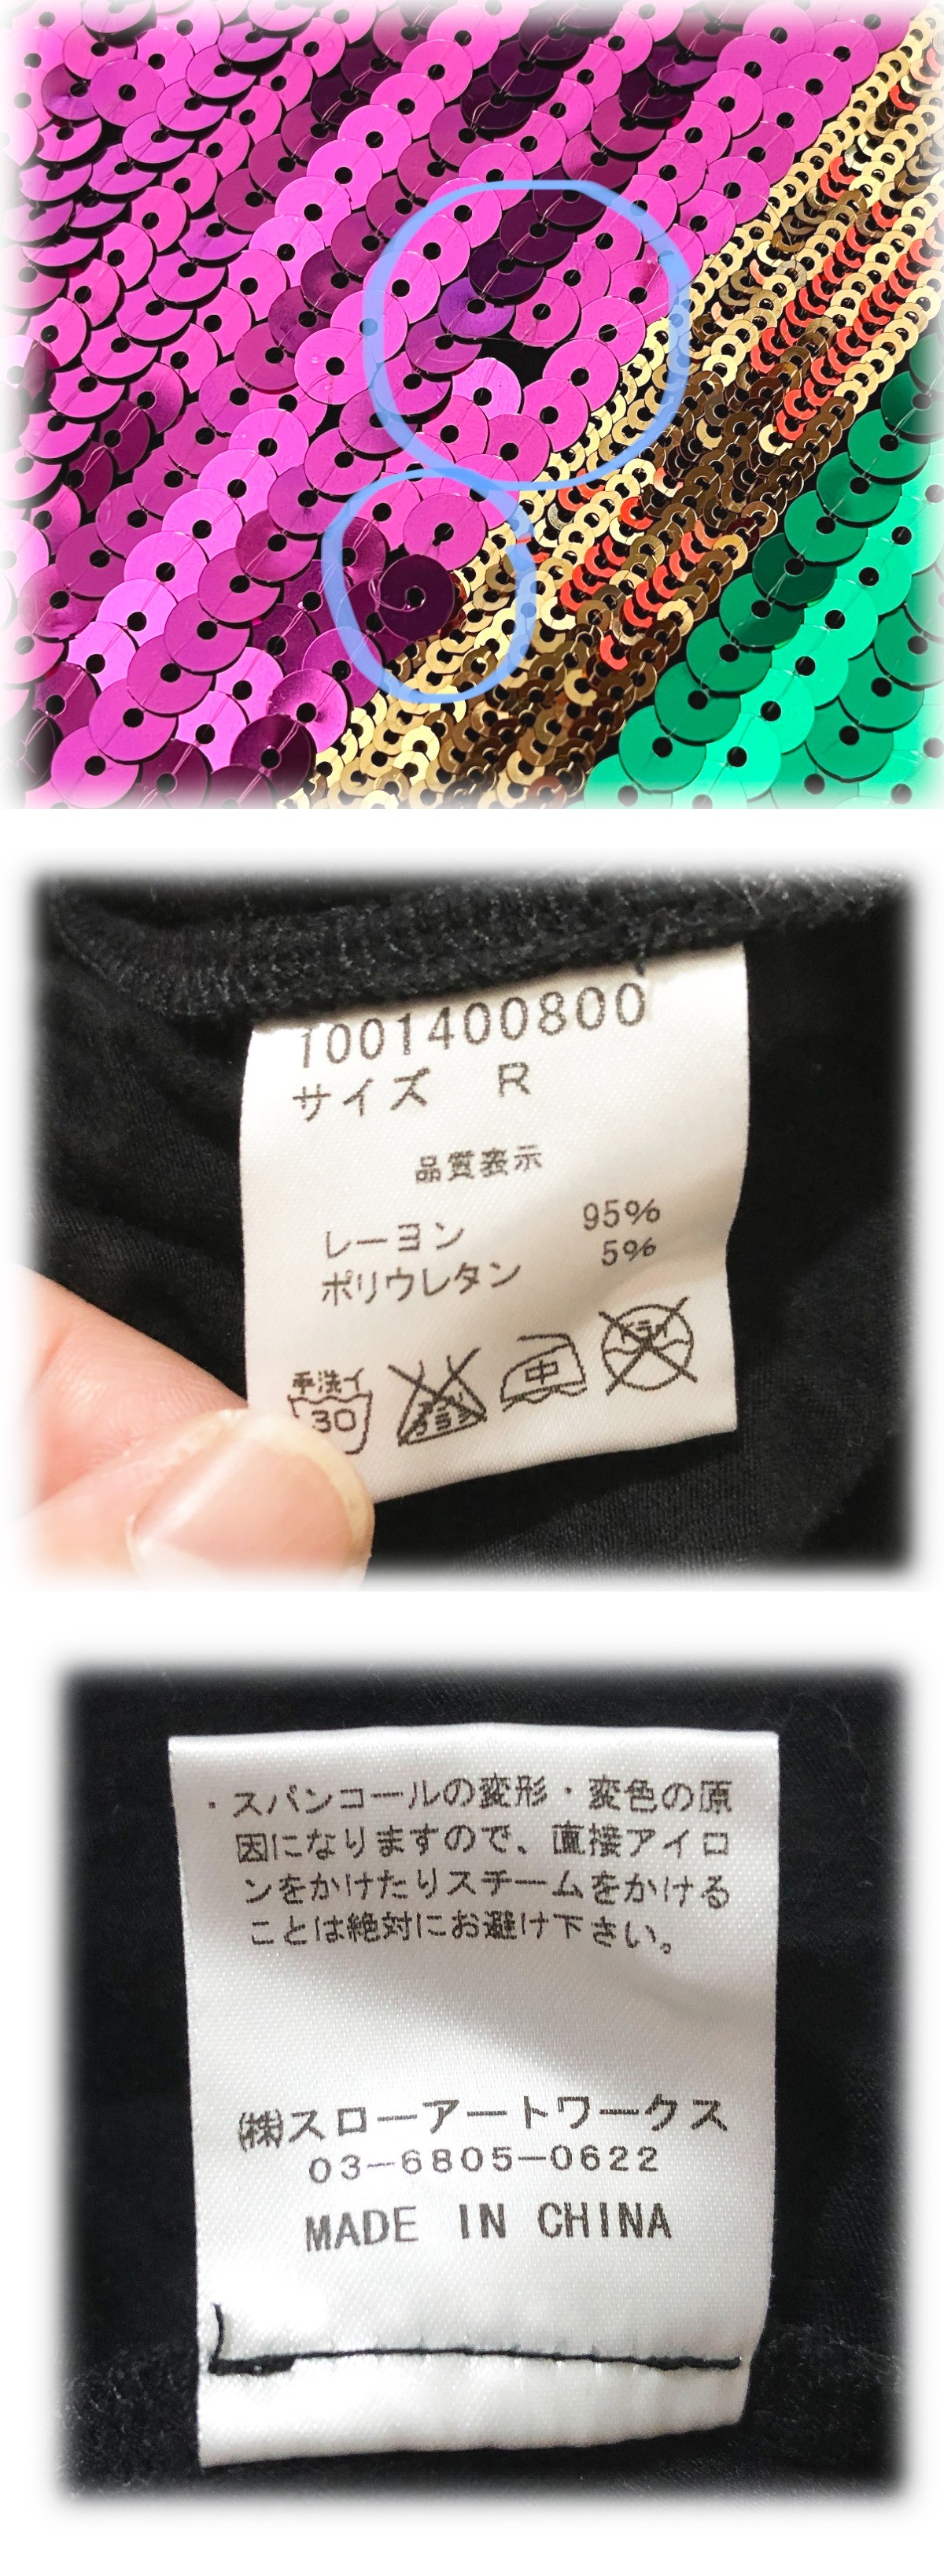 1001400800
サイズ R
品質表示
レーヨン 95%
ポリウレタン 5%
手洗イ
30
中
ドライ
・スパンコールの変形・変色の原
因になりますので、直接アイロ
ンをかけたりスチームをかける
ことは絶対にお避け下さい。
㈱スローアートワークス
03-6805-0622
MADE IN CHINA